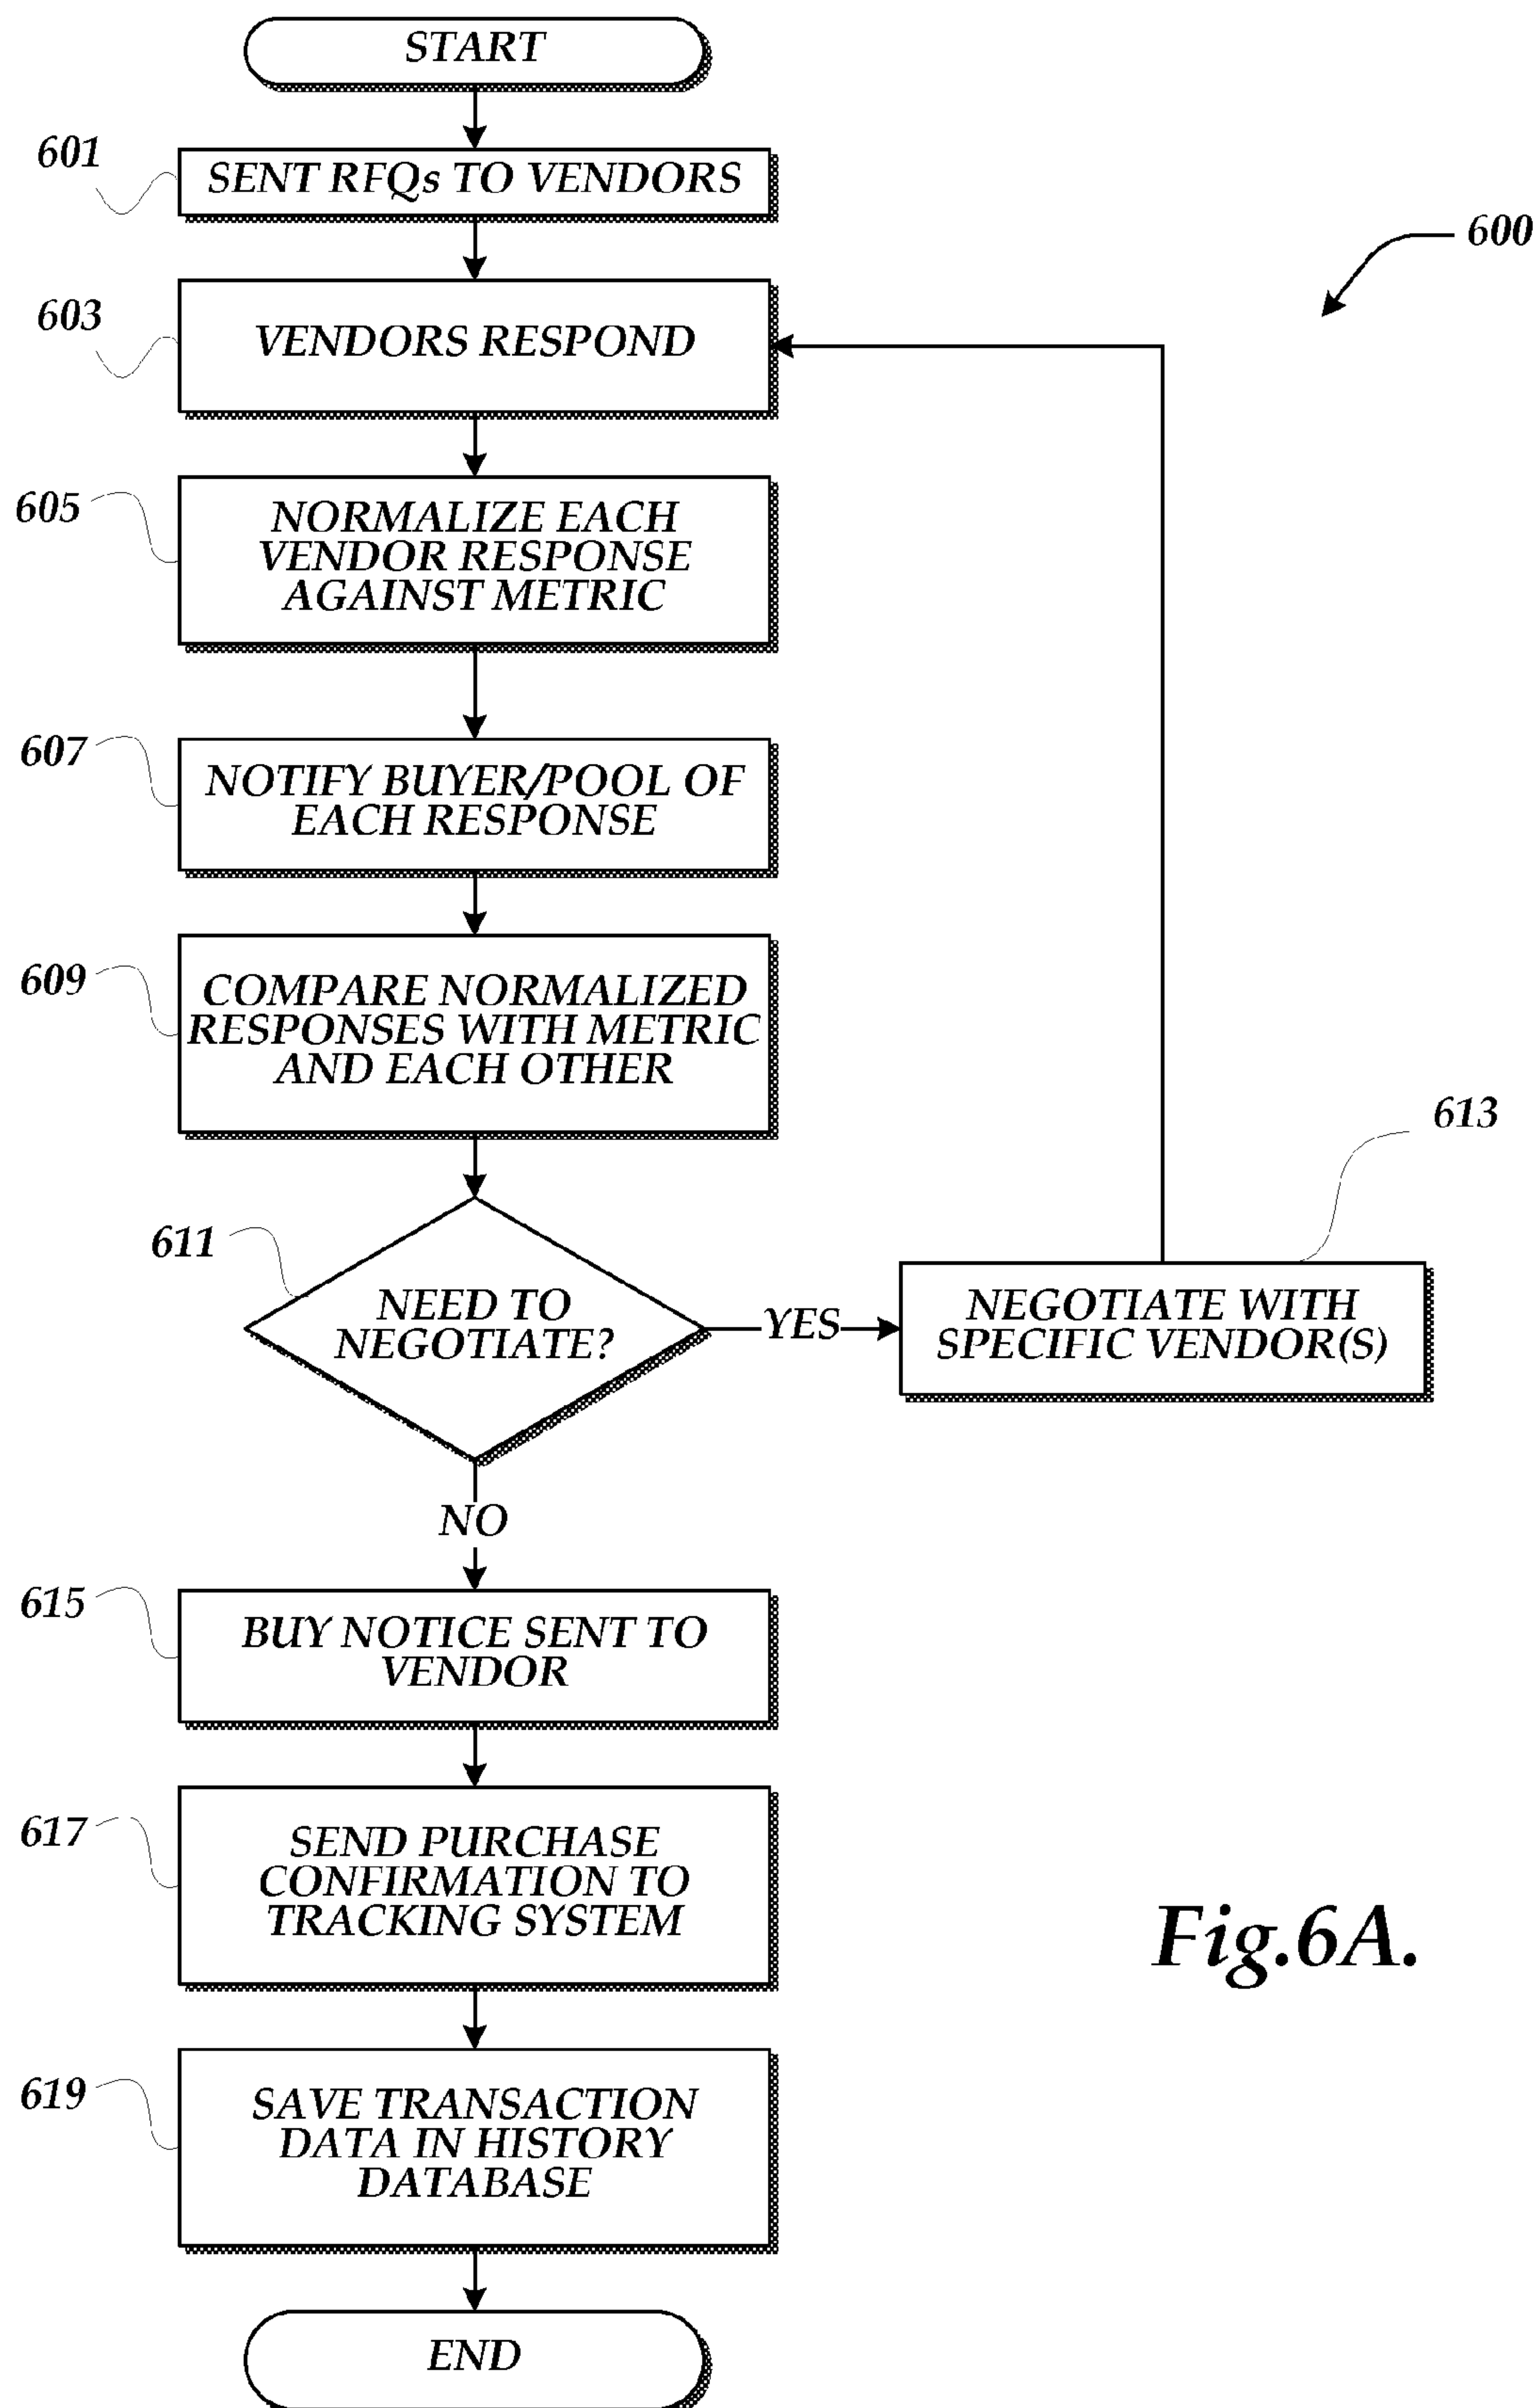 START
601
SENT RFQs TO VENDORS
600
603
VENDORS RESPOND
605
NORMALIZE EACH
VENDOR RESPONSE
AGAINST METRIC
607
NOTIFY BUYER/POOL OF
EACH RESPONSE
609
COMPARE NORMALIZED
RESPONSES WITH METRIC
AND EACH OTHER
611
NEED TO
NEGOTIATE?
YES
613
NEGOTIATE WITH
SPECIFIC VENDOR(S)
NO
615
BUY NOTICE SENT TO
VENDOR
617
SEND PURCHASE
CONFIRMATION TO
TRACKING SYSTEM
619
SAVE TRANSACTION
DATA IN HISTORY
DATABASE
END
Fig.6A.